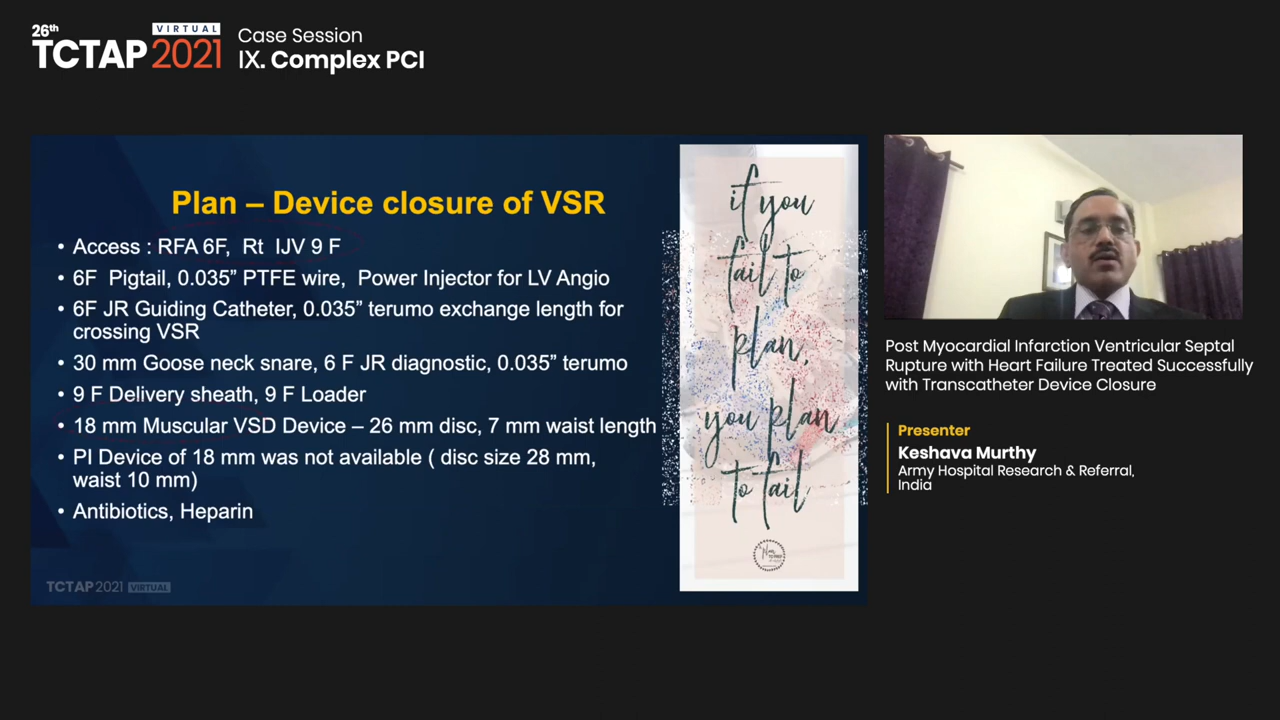 26th
TCTAP
VIRTUAL
2021
Case Session
IX. Complex PCI
Plan – Device closure of VSR
• Access : RFA 6F, Rt IJV 9 F
• 6F Pigtail, 0.035” PTFE wire, Power Injector for LV Angio
• 6F JR Guiding Catheter, 0.035” terumo exchange length for
crossing VSR
• 30 mm Goose neck snare, 6 F JR diagnostic, 0.035” terumo
• 9 F Delivery sheath, 9 F Loader
• 18 mm Muscular VSD Device – 26 mm disc, 7 mm waist length
• PI Device of 18 mm was not available ( disc size 28 mm,
waist 10 mm)
• Antibiotics, Heparin
TCTAP 2021 VIRTUAL
if you
fail to
plan,
you plan
to fail
Post Myocardial Infarction Ventricular Septal
Rupture with Heart Failure Treated Successfully
with Transcatheter Device Closure
Presenter
Keshava Murthy
Army Hospital Research & Referral,
India